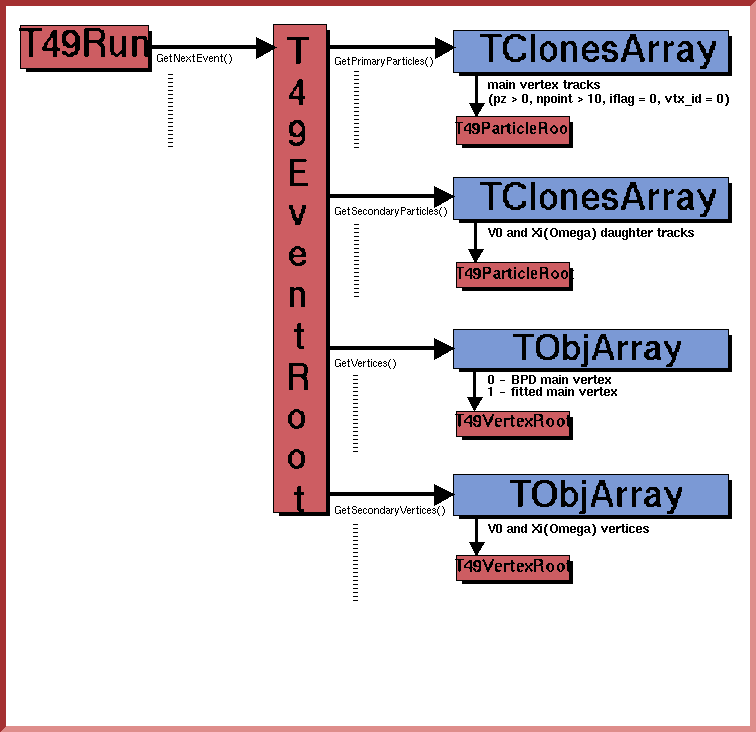 T49Run
GetNextEvent()
T49EventRoot
GetPrimaryParticles()
TClonesArray
main vertex tracks
(pz > 0, npoint > 10, iflag = 0, vtx_id = 0)
T49ParticleRoot
GetSecondaryParticles()
TClonesArray
V0 and Xi(Omega) daughter tracks
T49ParticleRoot
GetVertices()
TObjArray
0 - BPD main vertex
1 - fitted main vertex
T49VertexRoot
GetSecondaryVertices()
TObjArray
V0 and Xi(Omega) vertices
T49VertexRoot